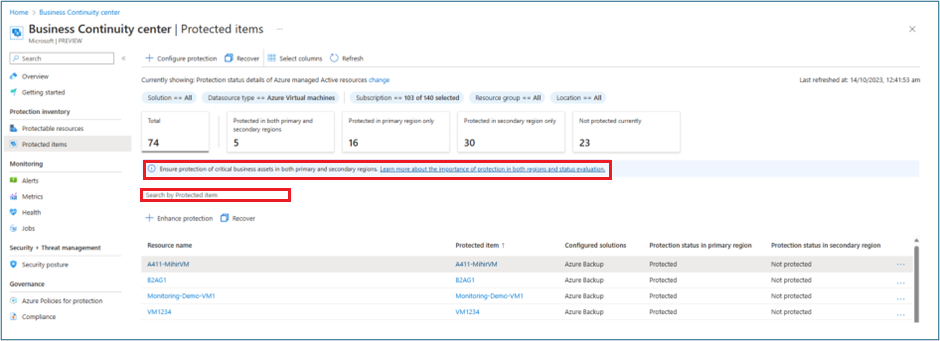 Home > Business Continuity center >
Business Continuity center | Protected items ...
Microsoft | PREVIEW
Search
Overview
Getting started
Protection inventory
Protectable resources
Protected items
Monitoring
Alerts
Metrics
Health
Jobs
Security + Threat management
Security posture
Governance
Azure Policies for protection
Compliance
Configure protection Recover Select columns Refresh
Currently showing: Protection status details of Azure managed Active resources change
Last refreshed at: 14/10/2023, 12:41:53 am
Solution == All Datasource type == Azure Virtual machines Subscription == 103 of 140 selected Resource group == All Location == All
Total
74
Protected in both primary and
secondary regions
5
Protected in primary region only
16
Protected in secondary region only
30
Not protected currently
23
Ensure protection of critical business assets in both primary and secondary regions. Learn more about the importance of protection in both regions and status evaluation.
Search by Protected item
Enhance protection Recover
Resource name Protected item ↑ Configured solutions Protection status in primary region Protection status in secondary region
A411-MihirVM A411-MihirVM Azure Backup Protected Not protected ...
B2AG1 B2AG1 Azure Backup Protected Not protected ...
Monitoring-Demo-VM1 Monitoring-Demo-VM1 Azure Backup Protected Not protected ...
VM1234 VM1234 Azure Backup Protected Not protected ...